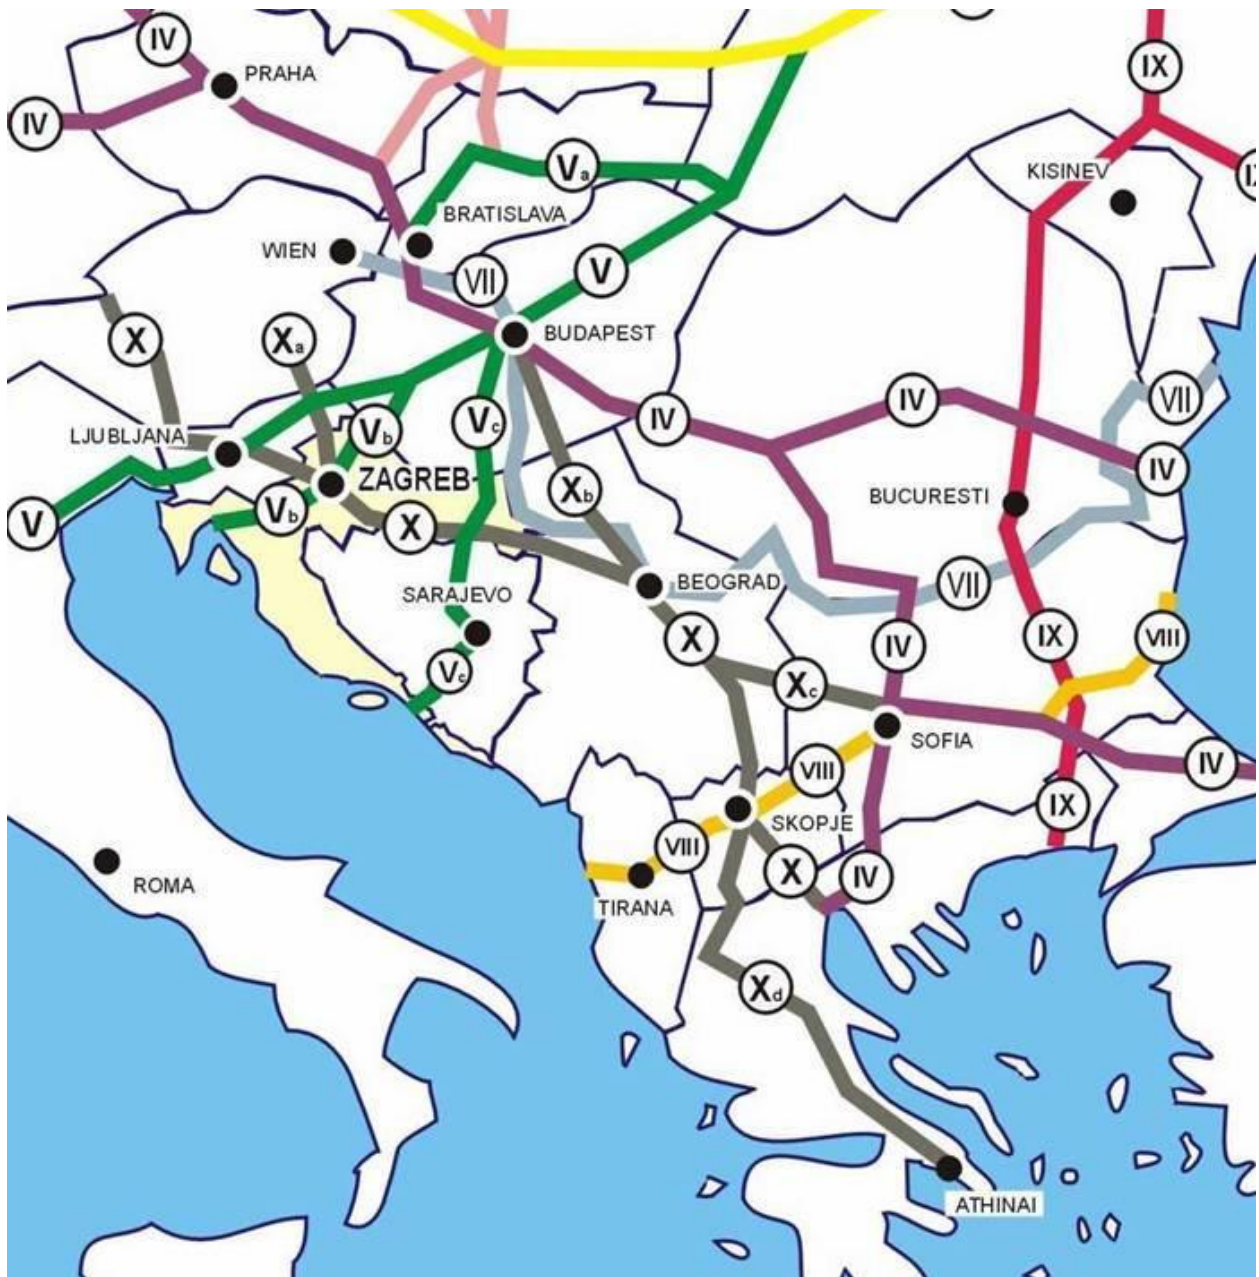 IV
PRAHA
IX
IV
Va
KISINEV
IX
BRATISLAVA
WIEN
V
VII
X
Xa
BUDAPEST
IV
VII
IV
Vc
Vb
LJUBLJANA
IV
ZAGREB
Xb
BUCURESTI
V
Vb
X
BEOGRAD
VII
SARAJEVO
X
IX
VIII
IV
Vc
Xc
SOFIA
VIII
IV
IX
SKOPJE
VIII
ROMA
X
IV
TIRANA
Xd
ATHINAI